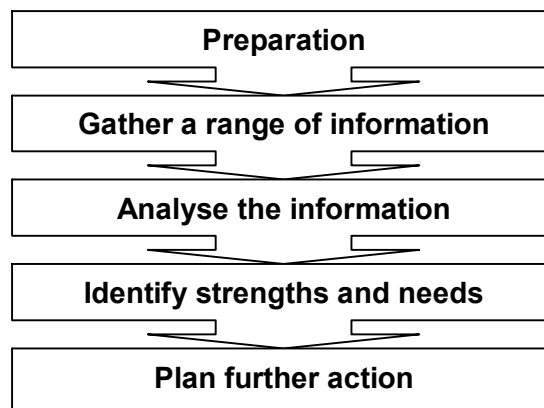 Preparation
Gather a range of information
Analyse the information
Identify strengths and needs
Plan further action